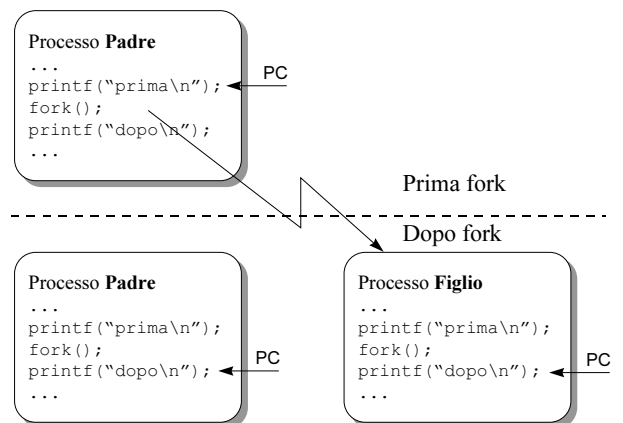 Processo Padre
...
printf(“prima\n”);
PC
fork();
printf(“dopo\n”);
...
Prima fork
Dopo fork
Processo Padre
...
printf(“prima\n”);
fork();
printf(“dopo\n”);
PC
...
Processo Figlio
...
printf(“prima\n”);
fork();
printf(“dopo\n”);
PC
...